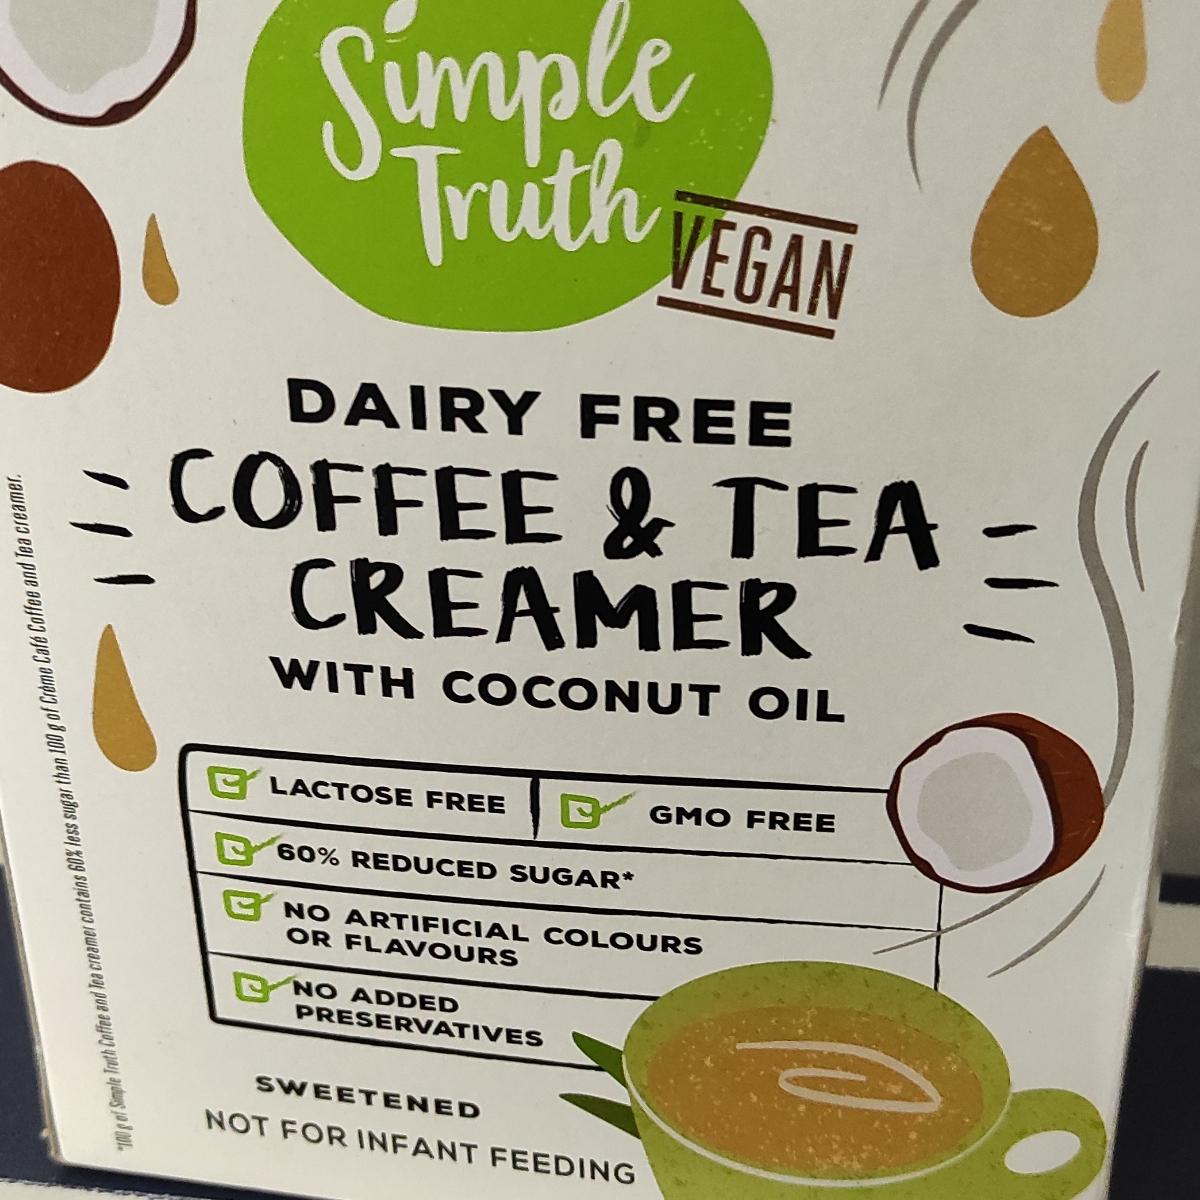 Simple
Truth
VEGAN
DAIRY FREE
COFFEE & TEA
CREAMER
WITH COCONUT OIL
LACTOSE FREE
GMO FREE
60% REDUCED SUGAR*
NO ARTIFICIAL COLOURS
OR FLAVOURS
NO ADDED
PRESERVATIVES
SWEETENED
NOT FOR INFANT FEEDING
*100 g of Simple Truth Coffee and Tea creamer contains 60% less sugar than 100 g of Crème Café Coffee and Tea creamer.